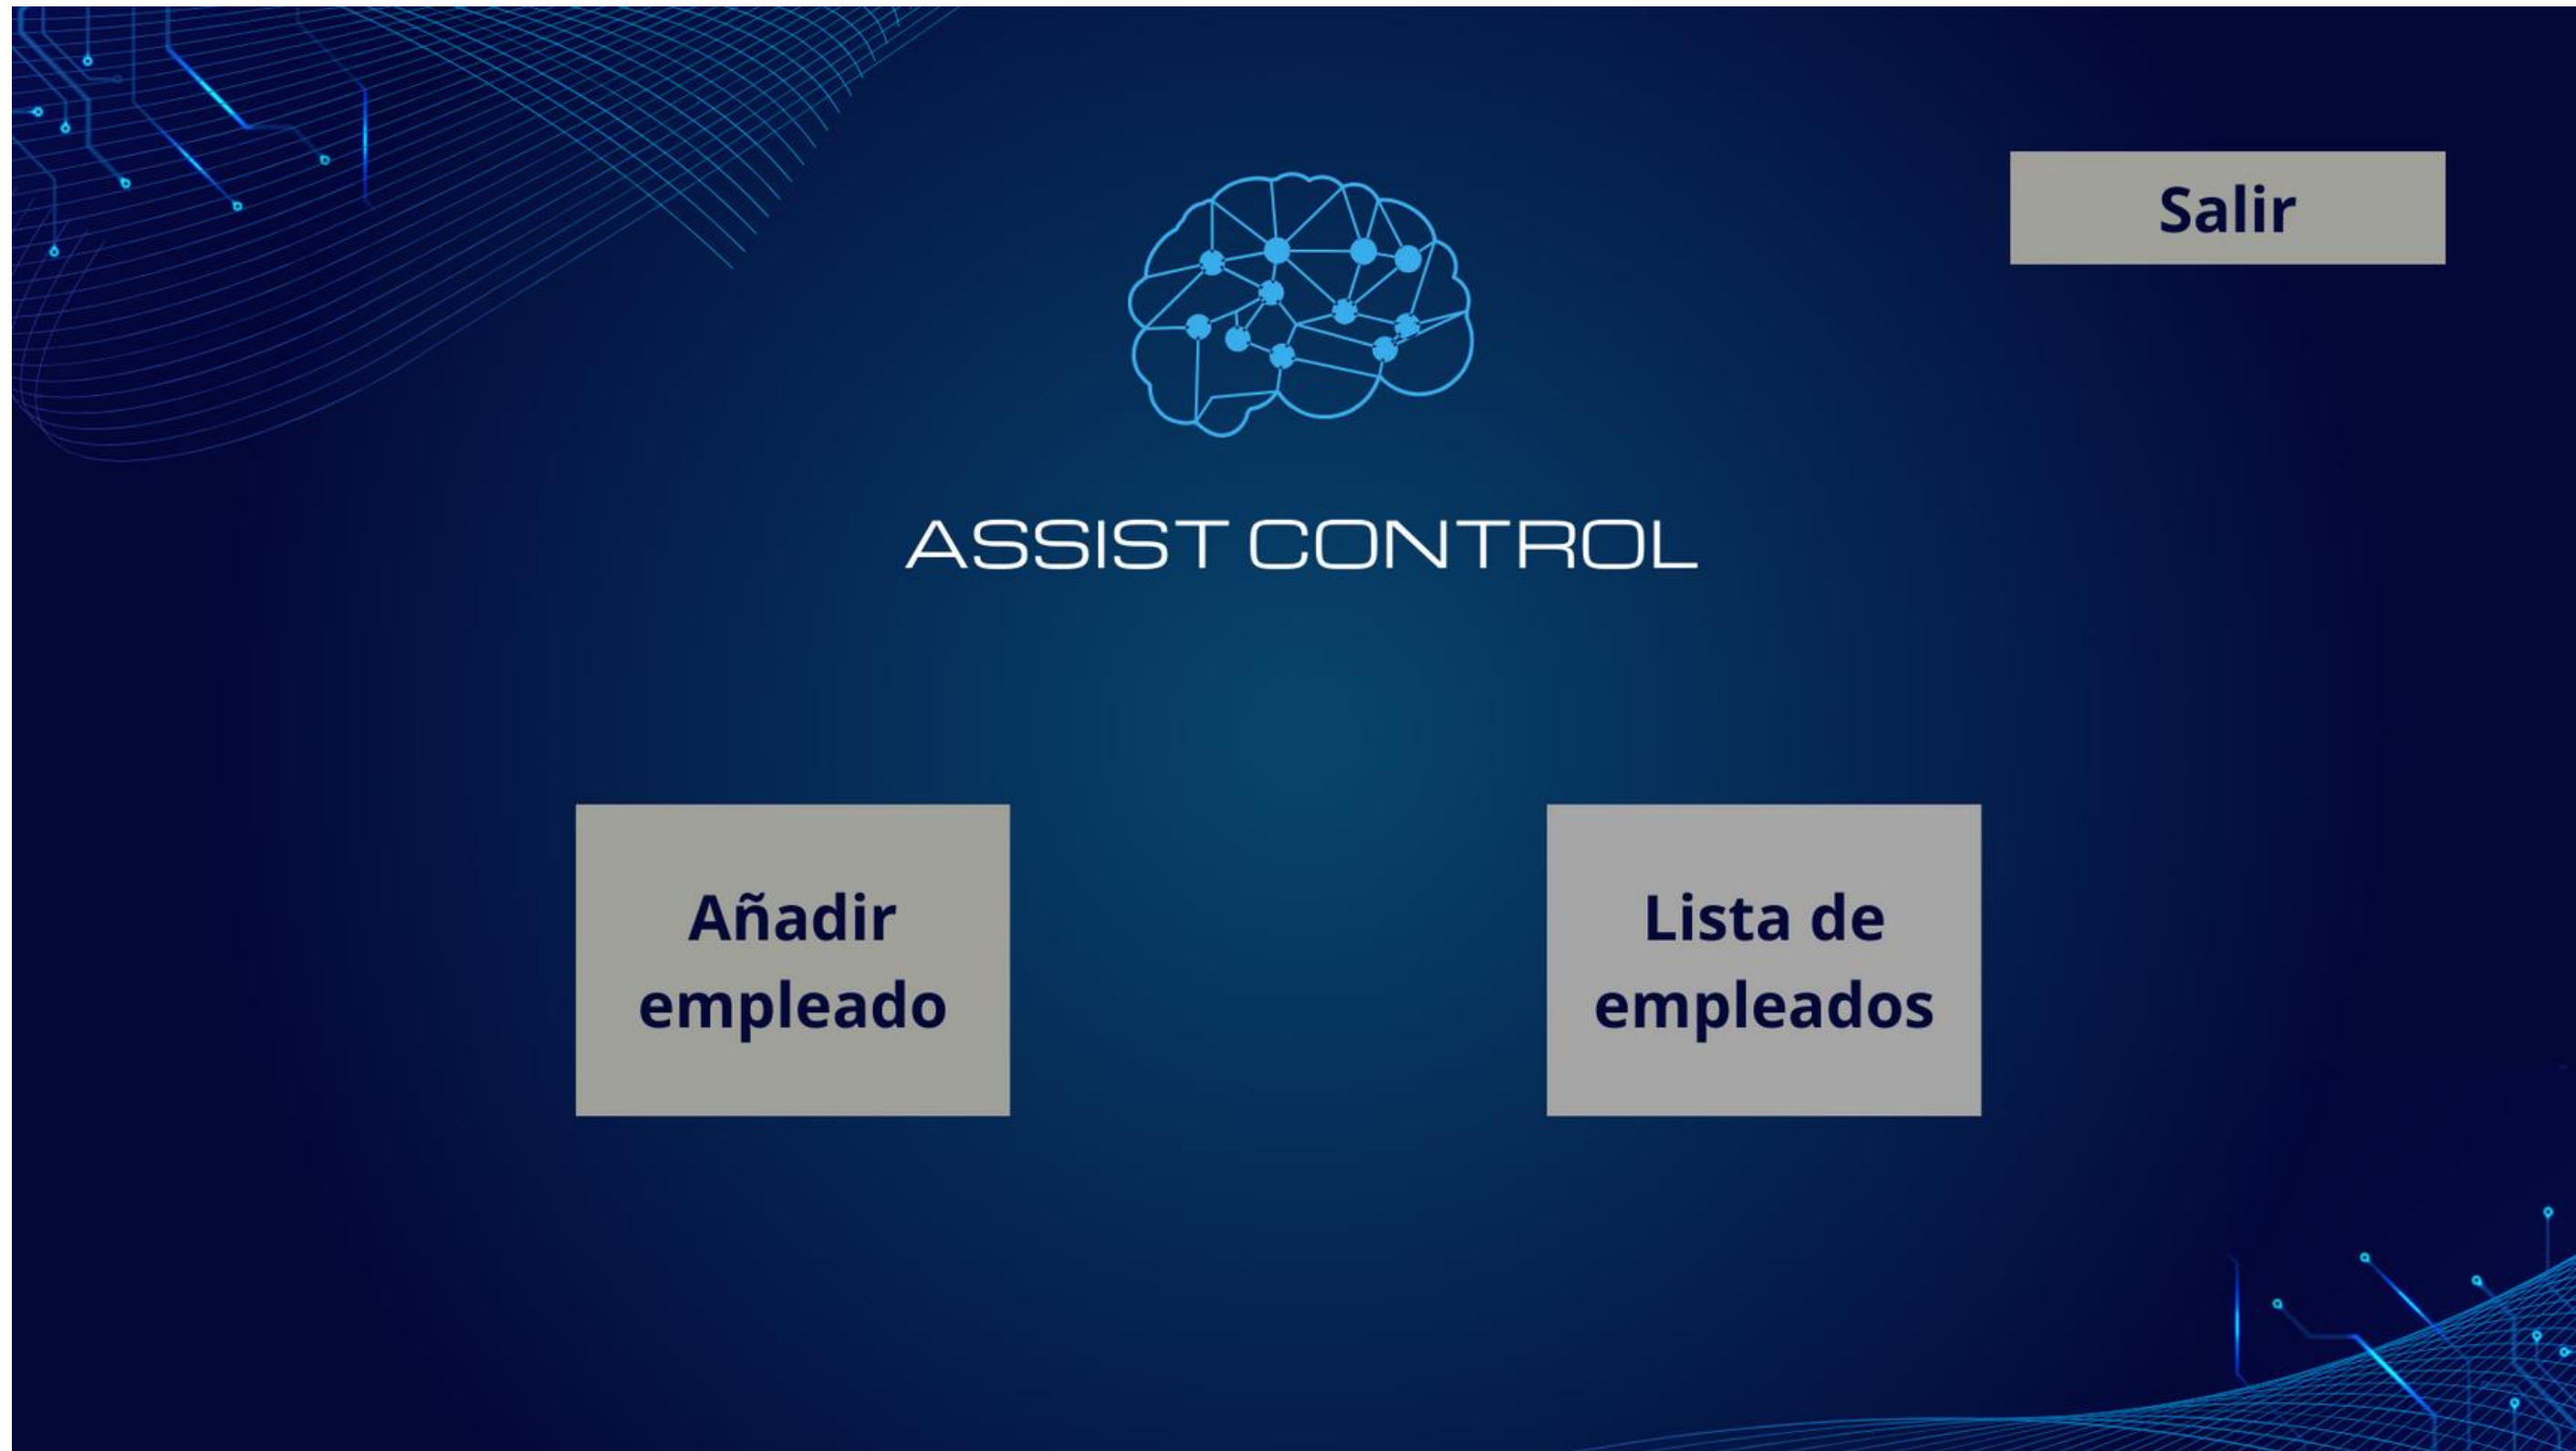 Salir
ASSIST CONTROL
Añadir
empleado
Lista de
empleados